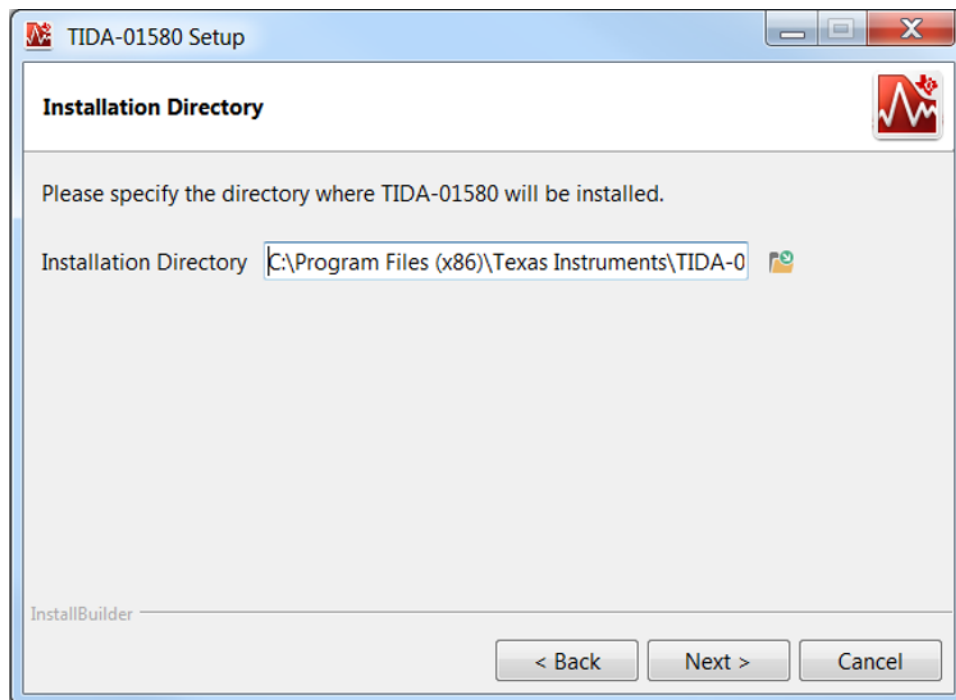 TIDA-01580 Setup
Installation Directory
Please specify the directory where TIDA-01580 will be installed.
Installation Directory C:\Program Files (x86)\Texas Instruments\TIDA-0
InstallBuilder
< Back Next > Cancel